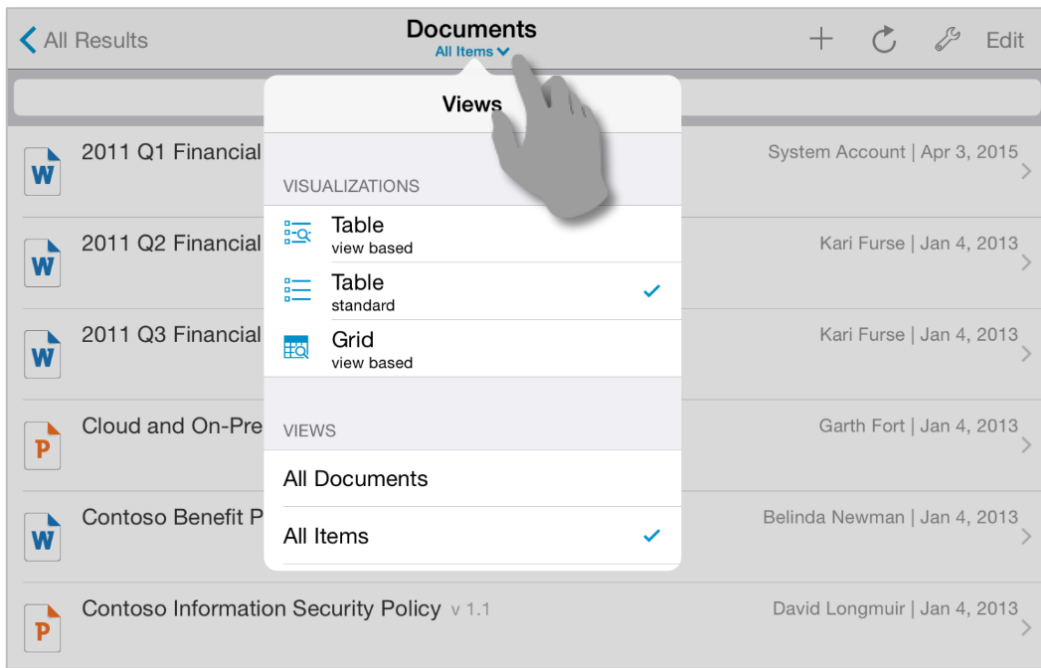 All Results
Documents
All Items
Edit
Views
2011 Q1 Financial
System Account | Apr 3, 2015
VISUALIZATIONS
Table
view based
2011 Q2 Financial
Kari Furse | Jan 4, 2013
Table
standard
2011 Q3 Financial
Kari Furse | Jan 4, 2013
Grid
view based
Cloud and On-Pre
Garth Fort | Jan 4, 2013
VIEWS
All Documents
Contoso Benefit P
Belinda Newman | Jan 4, 2013
All Items
Contoso Information Security Policy v 1.1
David Longmuir | Jan 4, 2013
W
W
W
P
W
P